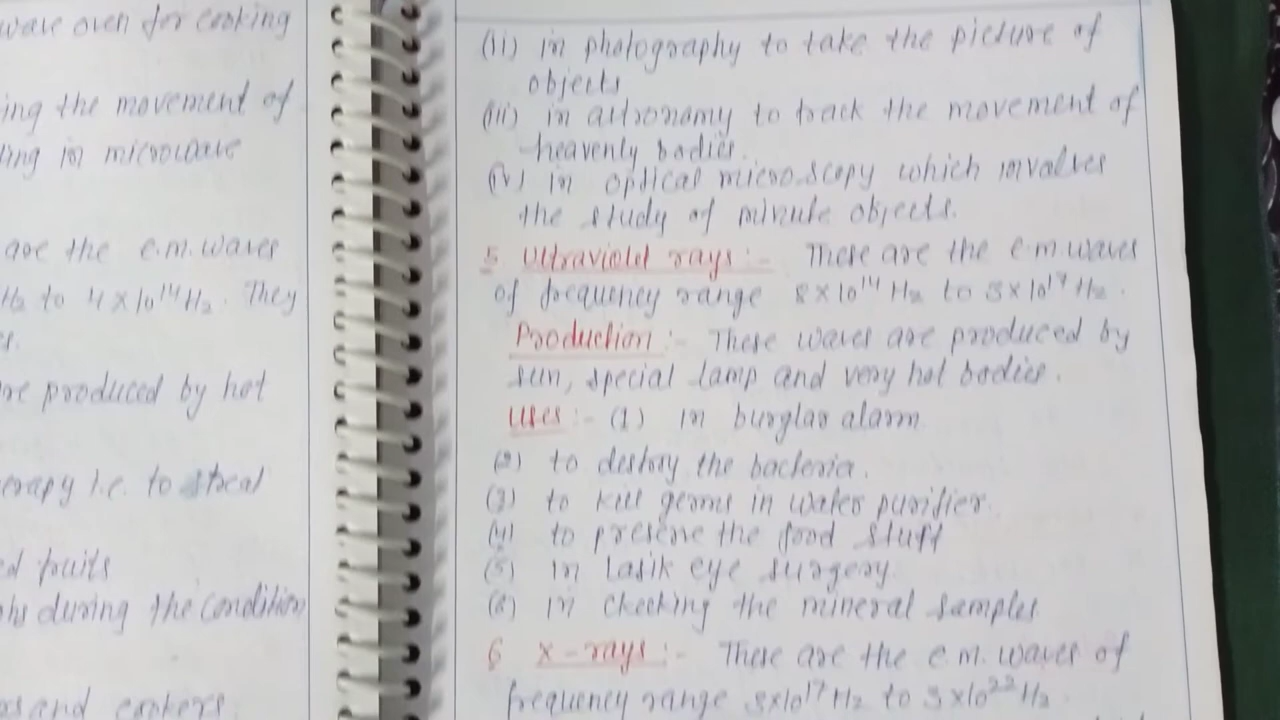 wave oven for cooking
ing the movement of
ling in microwave
are the e.m. waves
Hz to 4×10¹⁴Hz. They
re produced by hot
erapy i.e. to treat
ed fruits
phs during the condition
and cookers
(ii) in photography to take the picture of
objects
(iii) in astronomy to track the movement of
heavenly bodies.
(iv) in optical microscopy which involves
the study of minute objects.
5 Ultraviolet rays:- These are the e.m. waves
of frequency range 8×10¹⁴ Hz to 3×10¹⁷ Hz.
Production:- These waves are produced by
sun, special lamp and very hot bodies.
Uses:- (1) in burglar alarm
(2) to destory the bacteria.
(3) to kill germs in water purifier.
(4) to preserve the food stuff
(5) in Lasik eye surgery
(6) in checking the mineral samples
6 X-rays:- These are the e.m. waves of
frequency range 3×10¹⁷ Hz to 3×10²² Hz.